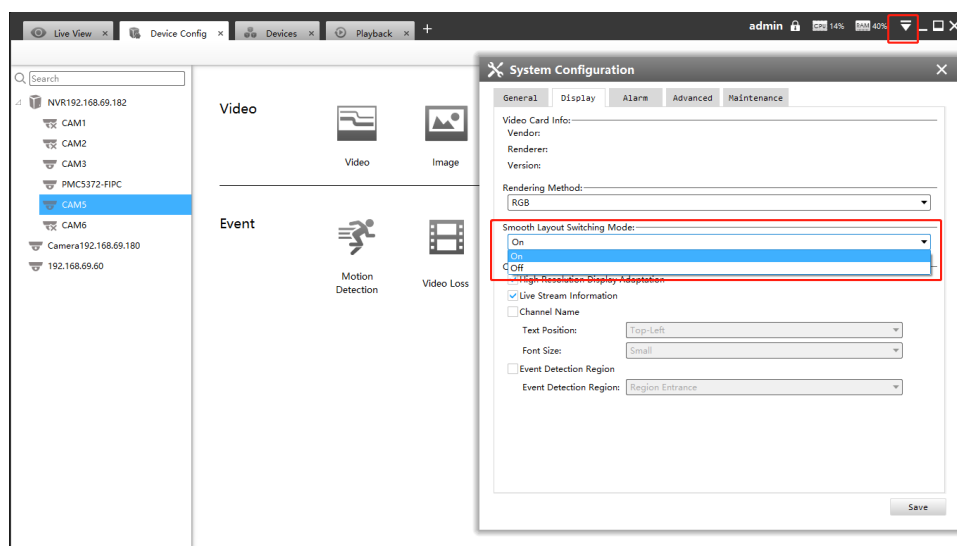 Live View × Device Config × Devices × Playback × + admin CPU 14% RAM 40%
Search
NVR192.168.69.182
CAM1
CAM2
CAM3
PMC5372-FIPC
CAM5
CAM6
Camera192.168.69.180
192.168.69.60
Video
Video Image
Event
Motion Detection Video Loss
System Configuration
General Display Alarm Advanced Maintenance
Video Card Info:
Vendor:
Renderer:
Version:
Rendering Method:
RGB
Smooth Layout Switching Mode:
On
On
Off
High Resolution Display Adaptation
Live Stream Information
Channel Name
Text Position: Top-Left
Font Size: Small
Event Detection Region
Event Detection Region: Region Entrance
Save